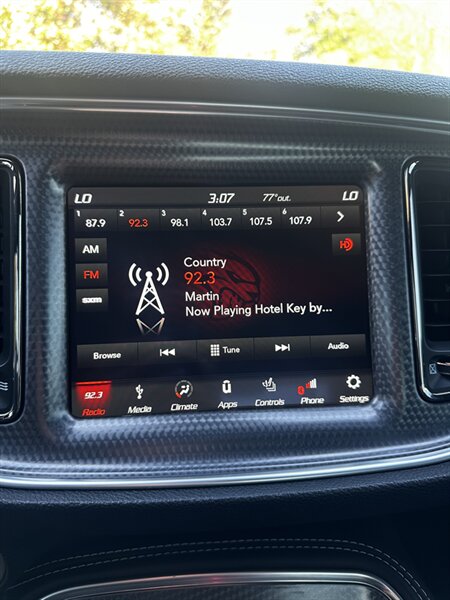 LO 3:07 77°out. LO
1 87.9 2 92.3 3 98.1 4 103.7 5 107.5 6 107.9
AM
FM
sxm
HD
Country
92.3
Martin
Now Playing Hotel Key by...
Browse Tune Audio
92.3
Radio Media Climate Apps Controls Phone Settings